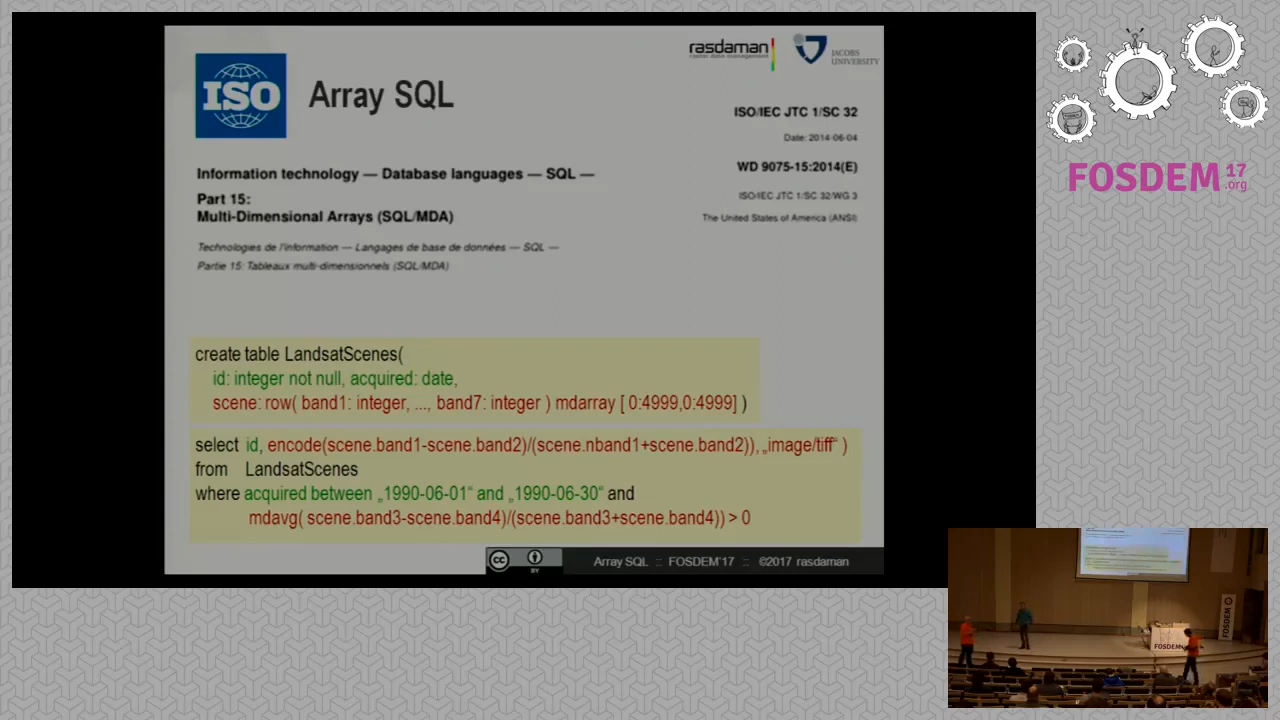 rasdaman
raster data management
JACOBS
UNIVERSITY
ISO
Array SQL
ISO/IEC JTC 1/SC 32
Date: 2014-06-04
Information technology — Database languages — SQL —
WD 9075-15:2014(E)
Part 15:
Multi-Dimensional Arrays (SQL/MDA)
ISO/IEC JTC 1/SC 32/WG 3
The United States of America (ANSI)
Technologies de l'information — Langages de base de données — SQL —
Partie 15: Tableaux multi-dimensionnels (SQL/MDA)
create table LandsatScenes(
id: integer not null, acquired: date,
scene: row( band1: integer, ..., band7: integer ) mdarray [ 0:4999,0:4999] )
select id, encode(scene.band1-scene.band2)/(scene.nband1+scene.band2)), „image/tiff“ )
from LandsatScenes
where acquired between „1990-06-01“ and „1990-06-30“ and
mdavg( scene.band3-scene.band4)/(scene.band3+scene.band4)) > 0
cc
BY
Array SQL :: FOSDEM'17 :: ©2017 rasdaman
FOSDEM 17
.org
FOSDEM
FOSDEM